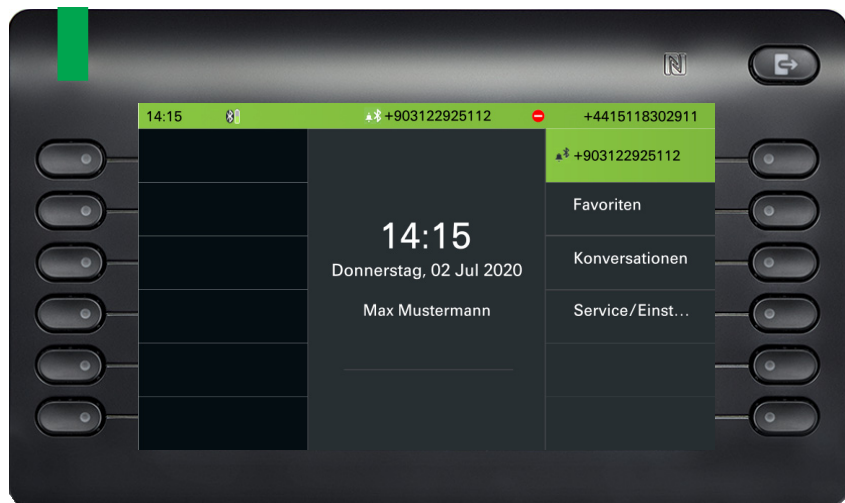 14:15
+903122925112
+4415118302911
+903122925112
Favoriten
Konversationen
Service/Einst...
14:15
Donnerstag, 02 Jul 2020
Max Mustermann